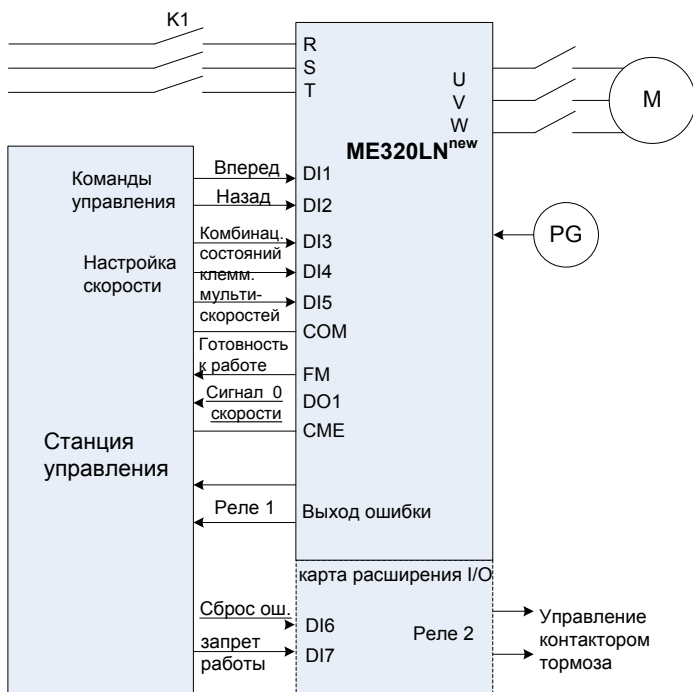 K1
R
S
T
U
V
W
M
ME320LNnew
PG
Команды
управления
Вперед
DI1
Назад
DI2
Настройка
скорости
Комбинац.
состояний
клемм.
мульти-
скоростей
DI3
DI4
DI5
COM
Готовность
к работе
FM
Сигнал 0
скорости
DO1
CME
Станция
управления
Реле 1
Выход ошибки
карта расширения I/O
Сброс ош.
DI6
запрет
работы
DI7
Реле 2
Управление
контактором
тормоза